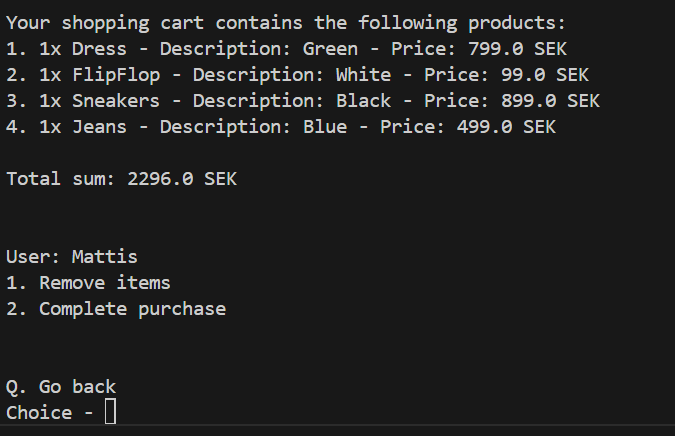 Your shopping cart contains the following products:
1. 1x Dress - Description: Green - Price: 799.0 SEK
2. 1x FlipFlop - Description: White - Price: 99.0 SEK
3. 1x Sneakers - Description: Black - Price: 899.0 SEK
4. 1x Jeans - Description: Blue - Price: 499.0 SEK
Total sum: 2296.0 SEK
User: Mattis
1. Remove items
2. Complete purchase
Q. Go back
Choice -